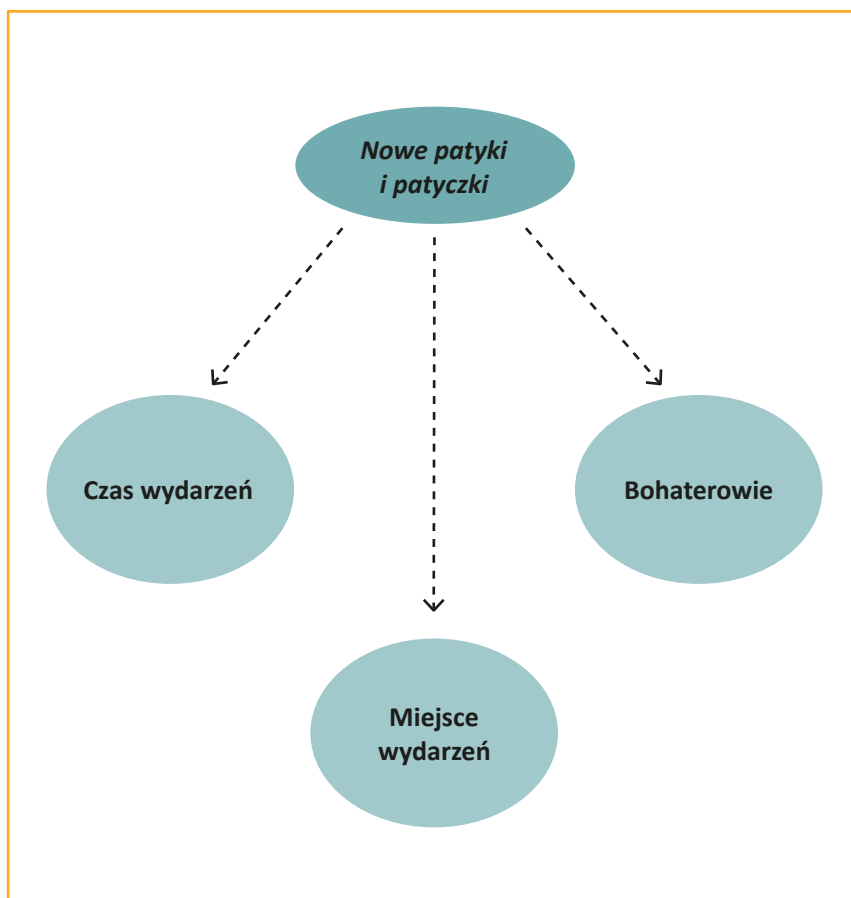 Nowe patyki
i patyczki
Czas wydarzeń
Bohaterowie
Miejsce
wydarzeń